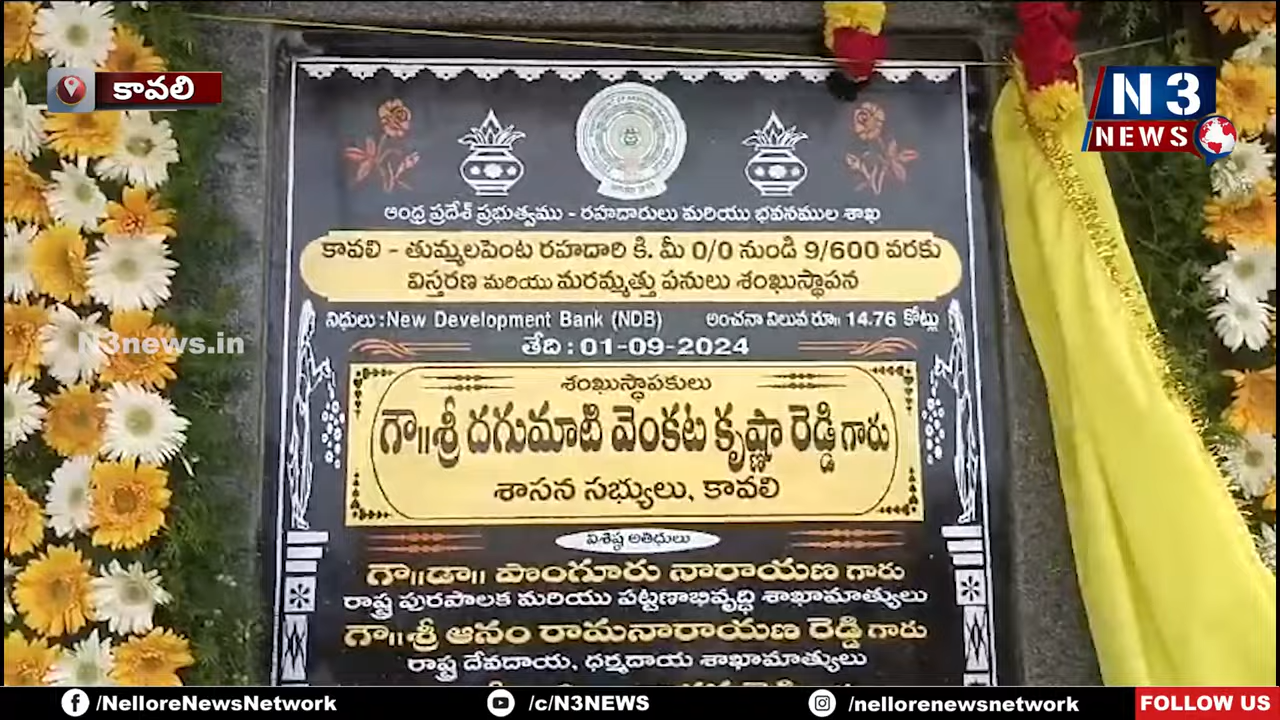 కావలి
N3
NEWS
ఆంధ్ర ప్రదేశ్ ప్రభుత్వము - రహదారులు మరియు భవనముల శాఖ
కావలి - తుమ్మలపెంట రహదారి కి. మీ 0/0 నుండి 9/600 వరకు
విస్తరణ మరియు మరమ్మత్తు పనులు శంఖుస్థాపన
నిధులు : New Development Bank (NDB) అంచనా విలువ రూ॥ 14.76 కోట్లు
తేది : 01-09-2024
N3news.in
శంఖుస్థాపకులు
గౌ॥శ్రీ దగుమాటి వెంకట కృష్ణా రెడ్డి గారు
శాసన సభ్యులు, కావలి
విశిష్ఠ అతిధులు
గౌ॥డా॥ పొంగూరు నారాయణ గారు
రాష్ట్ర పురపాలక మరియు పట్టణాభివృద్ధి శాఖామాత్యులు
గౌ॥శ్రీ ఆనం రామనారాయణ రెడ్డి గారు
రాష్ట్ర దేవదాయ, ధర్మదాయ శాఖామాత్యులు
/NelloreNewsNetwork /c/N3NEWS /nellorenewsnetwork FOLLOW US